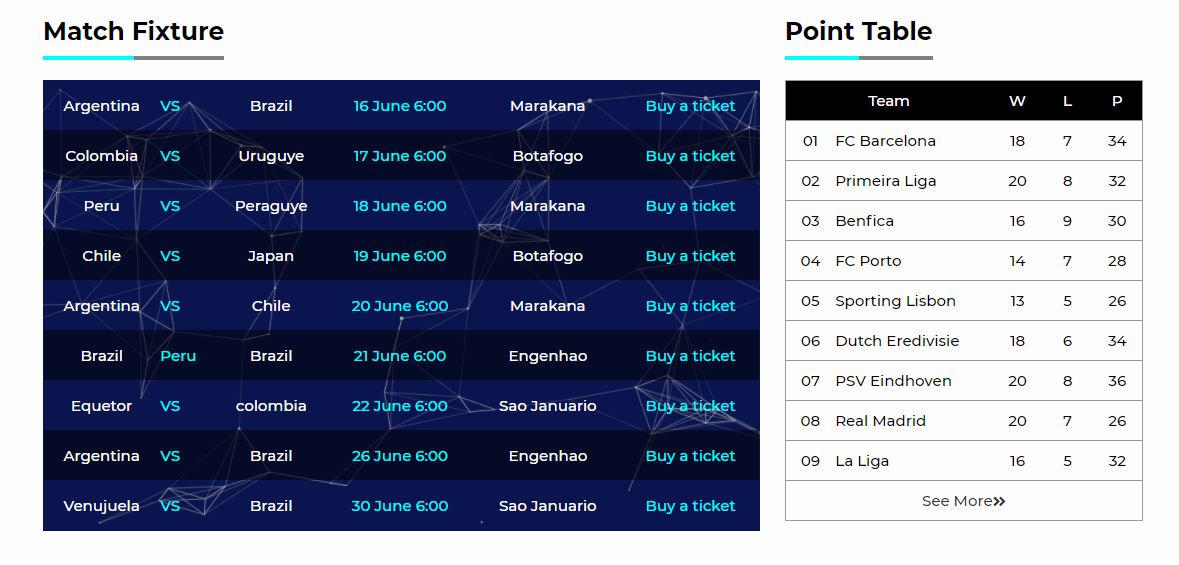 Match Fixture
Argentina VS Brazil 16 June 6:00 Marakana Buy a ticket
Colombia VS Uruguye 17 June 6:00 Botafogo Buy a ticket
Peru VS Peraguye 18 June 6:00 Marakana Buy a ticket
Chile VS Japan 19 June 6:00 Botafogo Buy a ticket
Argentina VS Chile 20 June 6:00 Marakana Buy a ticket
Brazil Peru Brazil 21 June 6:00 Engenhao Buy a ticket
Equetor VS colombia 22 June 6:00 Sao Januario Buy a ticket
Argentina VS Brazil 26 June 6:00 Engenhao Buy a ticket
Venujuela VS Brazil 30 June 6:00 Sao Januario Buy a ticket
Point Table
Team W L P
01 FC Barcelona 18 7 34
02 Primeira Liga 20 8 32
03 Benfica 16 9 30
04 FC Porto 14 7 28
05 Sporting Lisbon 13 5 26
06 Dutch Eredivisie 18 6 34
07 PSV Eindhoven 20 8 36
08 Real Madrid 20 7 26
09 La Liga 16 5 32
See More»